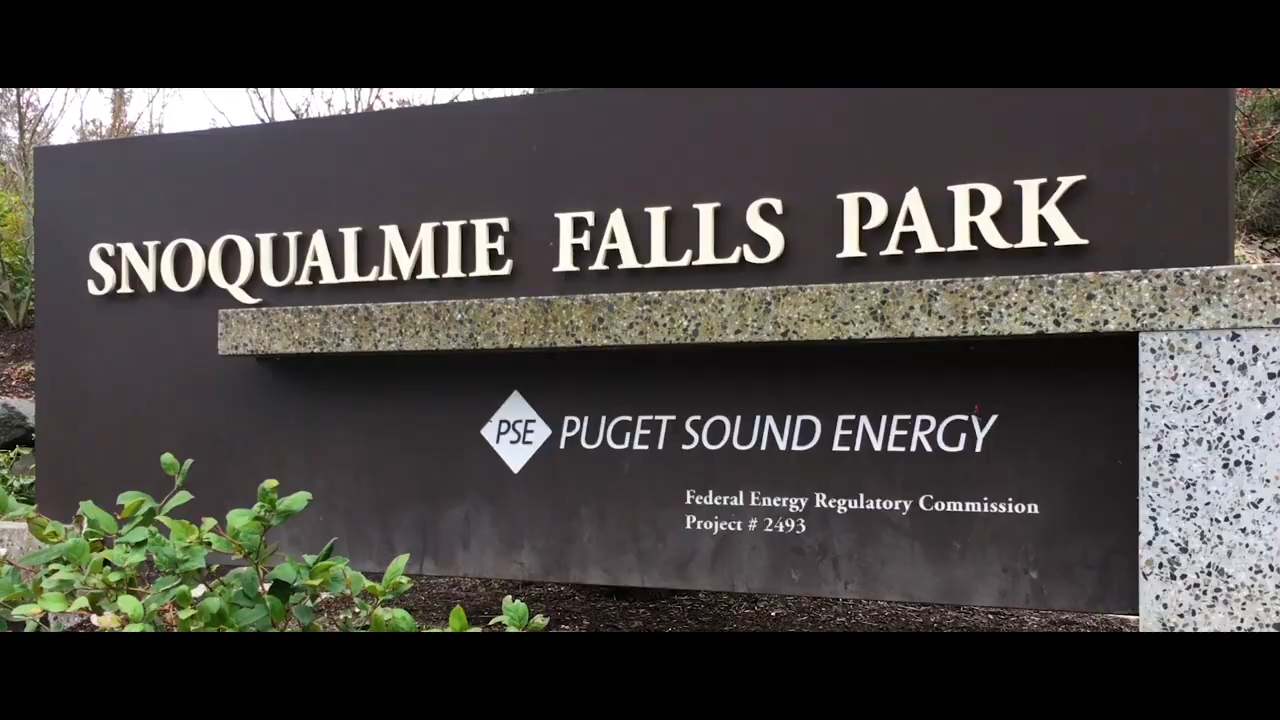 SNOQUALMIE FALLS PARK
PSE PUGET SOUND ENERGY
Federal Energy Regulatory Commission
Project # 2493